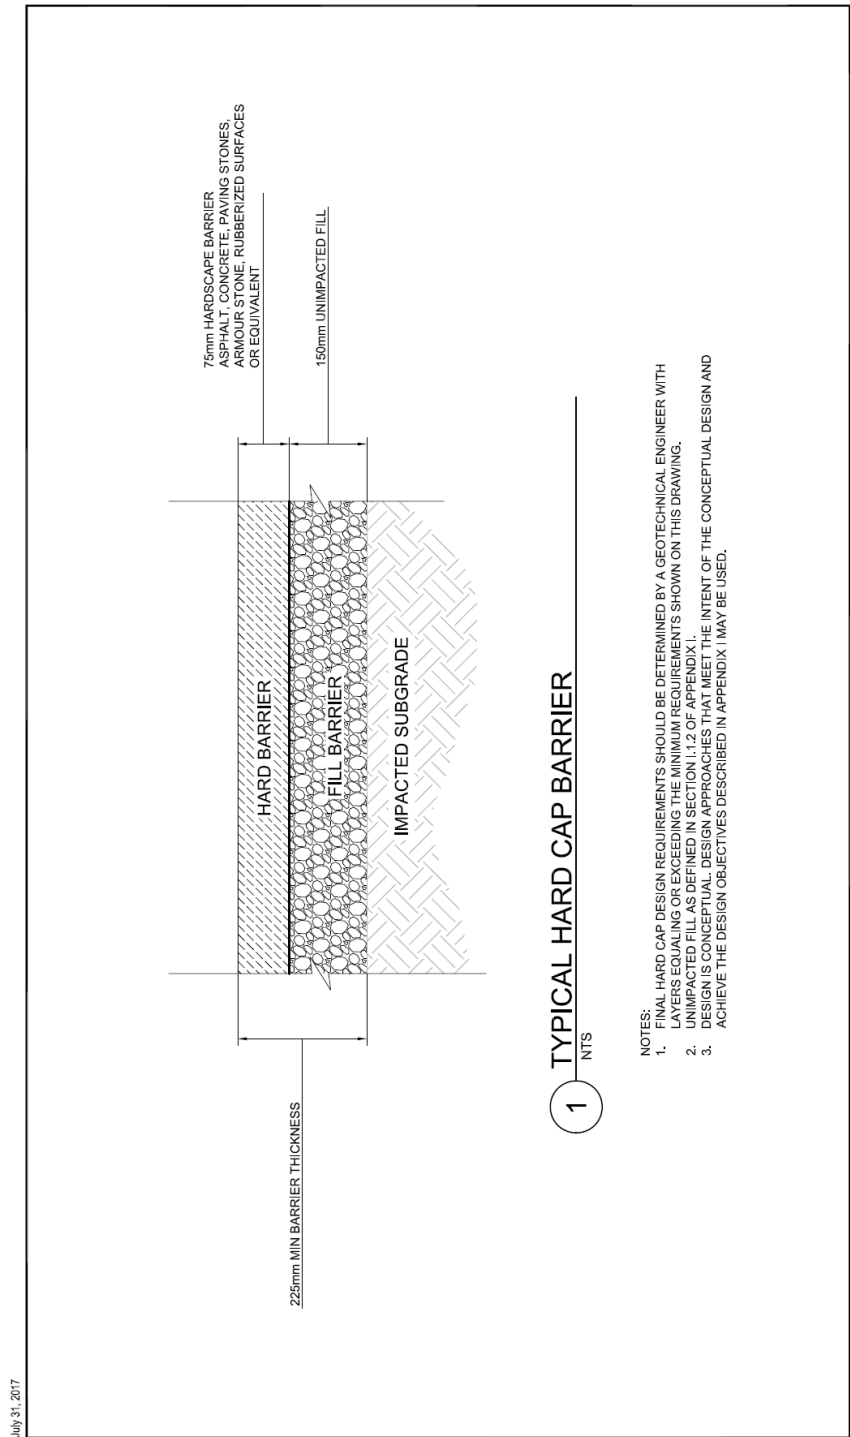 July 31, 2017
75mm HARDSCAPE BARRIER
ASPHALT, CONCRETE, PAVING STONES,
ARMOUR STONE, RUBBERIZED SURFACES
OR EQUIVALENT
150mm UNIMPACTED FILL
225mm MIN BARRIER THICKNESS
HARD BARRIER
FILL BARRIER
IMPACTED SUBGRADE
1
TYPICAL HARD CAP BARRIER
NTS
NOTES:
1. FINAL HARD CAP DESIGN REQUIREMENTS SHOULD BE DETERMINED BY A GEOTECHNICAL ENGINEER WITH
LAYERS EQUALING OR EXCEEDING THE MINIMUM REQUIREMENTS SHOWN ON THIS DRAWING.
2. UNIMPACTED FILL AS DEFINED IN SECTION I.1.2 OF APPENDIX I.
3. DESIGN IS CONCEPTUAL. DESIGN APPROACHES THAT MEET THE INTENT OF THE CONCEPTUAL DESIGN AND
ACHIEVE THE DESIGN OBJECTIVES DESCRIBED IN APPENDIX I MAY BE USED.